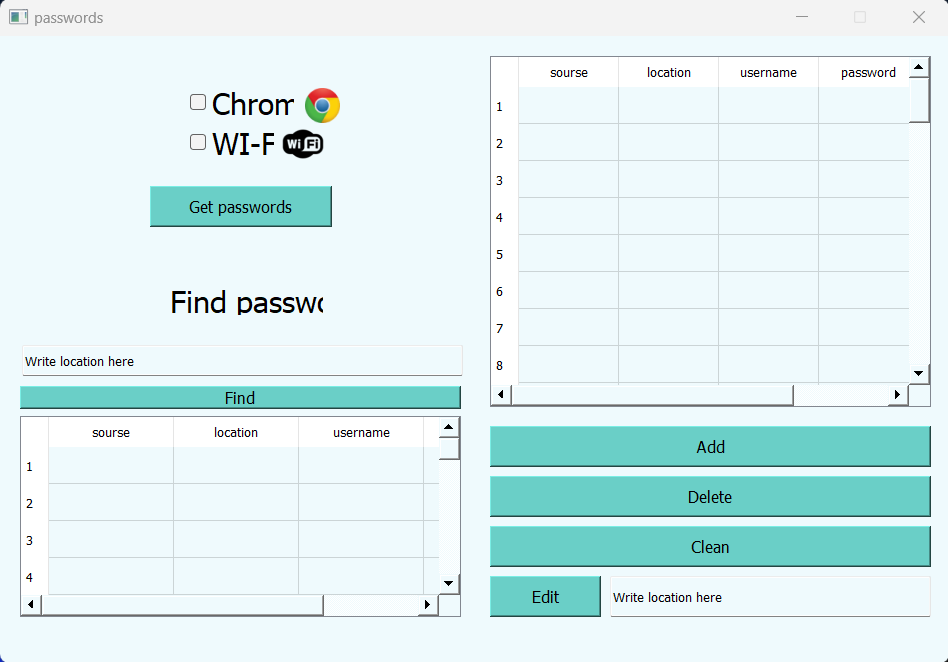 passwords
Chrom
WI-F
WiFi
Get passwords
Find passwo
Write location here
Find
sourse location username
1
2
3
4
sourse location username password
1
2
3
4
5
6
7
8
Add
Delete
Clean
Edit
Write location here